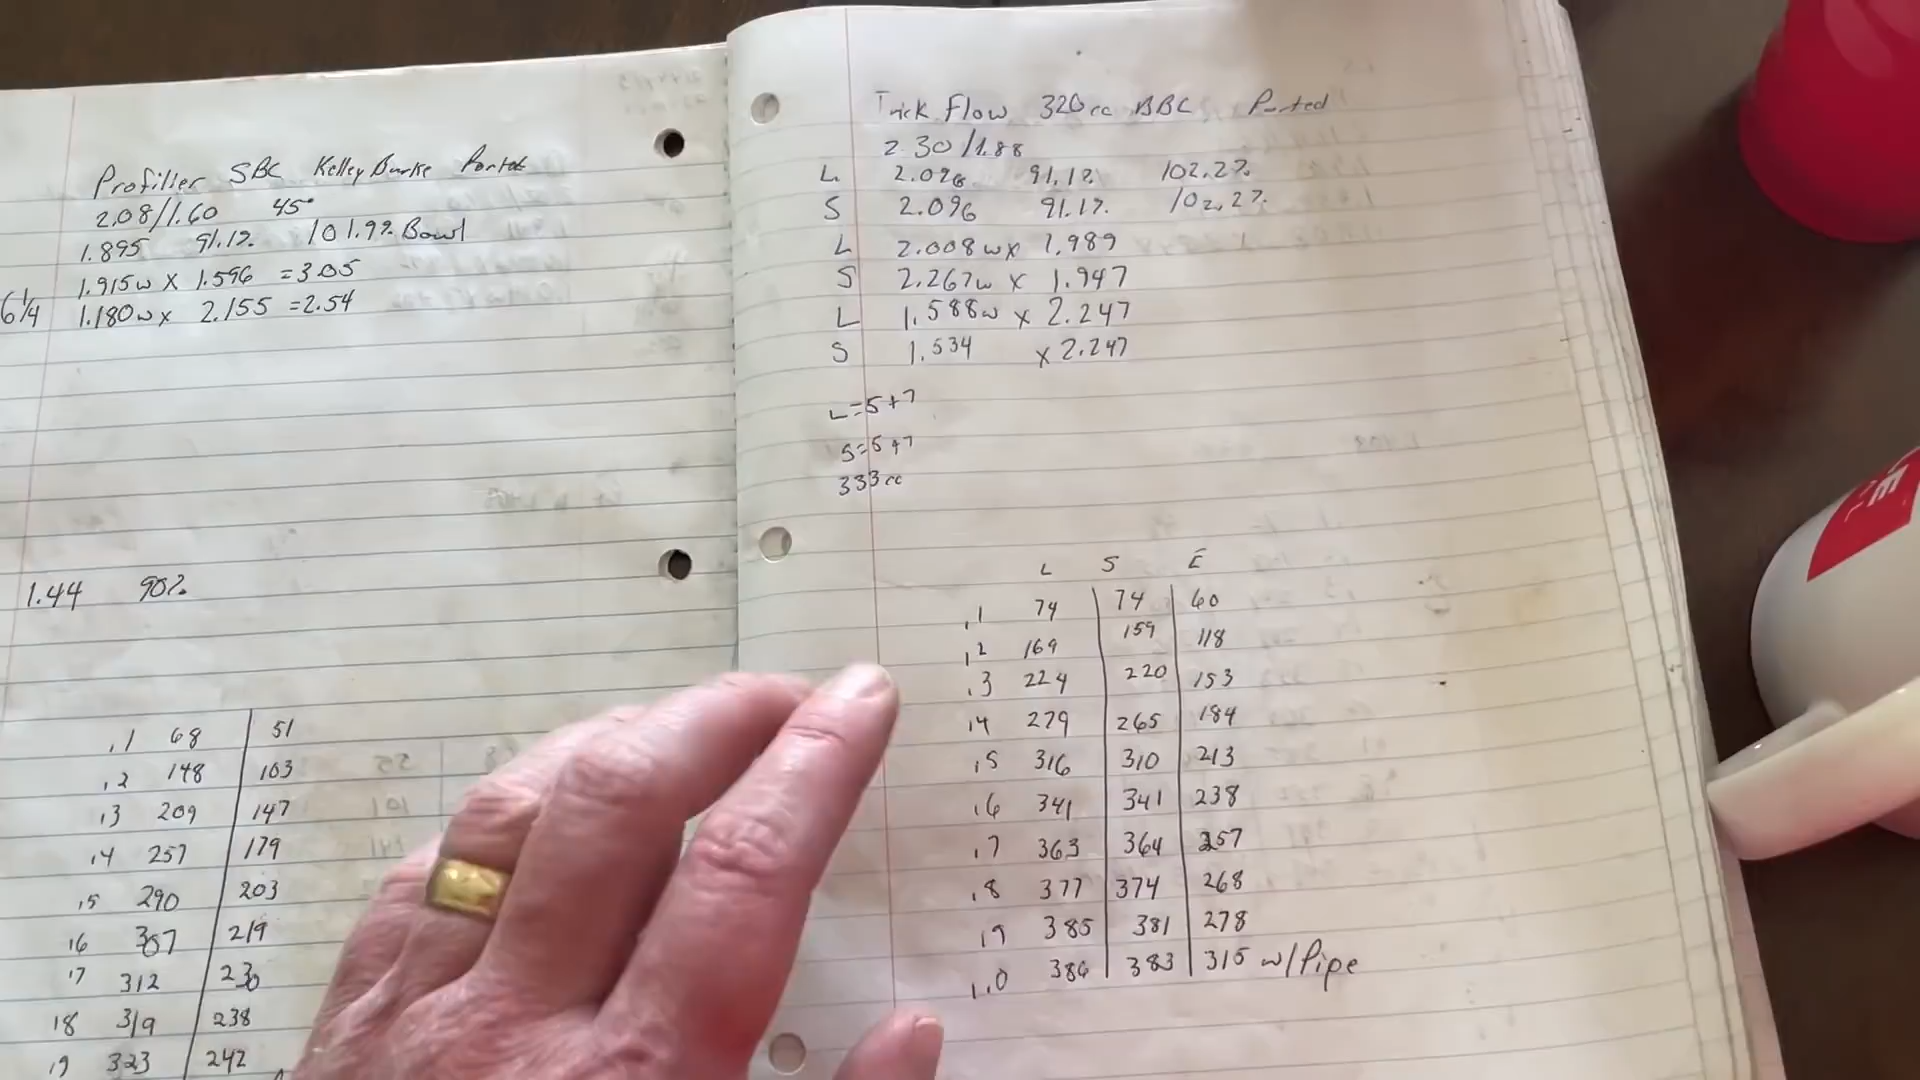 Profiller SBC Kelley Burke Ported
2.08/1.60 45°
1.895 91.1% 101.9% Bowl
1.915w x 1.596 = 3.05
6 1/4 1.180w x 2.155 = 2.54
1.44 90%
.1 68 51
.2 148 103
.3 209 147
.4 257 179
.5 290 203
.6 307 219
.7 312 230
.8 319 238
.9 323 242
Trick Flow 320cc BBC Ported
2.30/1.88
L 2.096 91.1% 102.2%
S 2.096 91.1% 102.2%
L 2.008w x 1.989
S 2.267w x 1.947
L 1.588w x 2.247
S 1.534 x 2.247
L=5+7
S=5+7
333cc
L S E
.1 74 74 60
.2 169 159 118
.3 224 220 153
.4 279 265 184
.5 316 310 213
.6 341 341 238
.7 363 364 257
.8 377 374 268
.9 385 381 278
1.0 386 383 315 w/Pipe